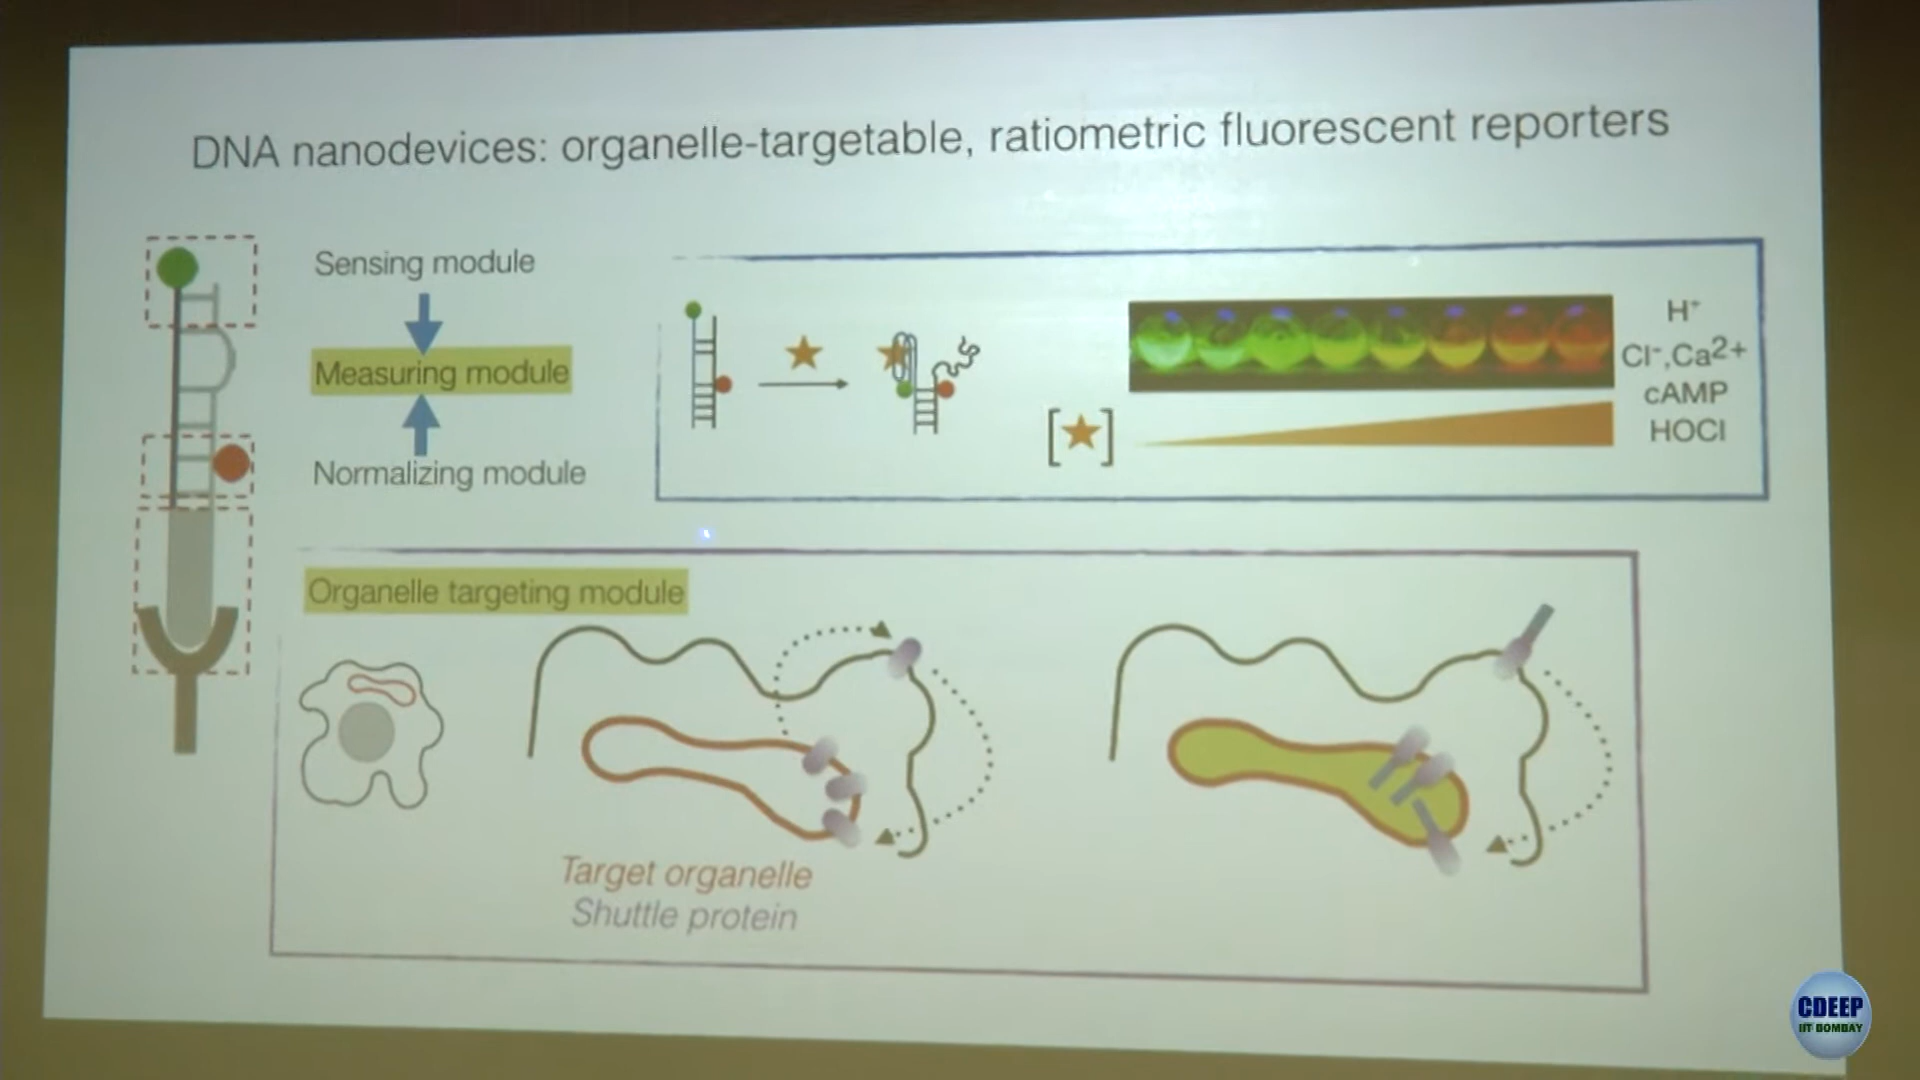 DNA nanodevices: organelle-targetable, ratiometric fluorescent reporters
Sensing module
Measuring module
Normalizing module
H⁺
Cl⁻,Ca2+
cAMP
HOCl
[★]
Organelle targeting module
Target organelle
Shuttle protein
CDEEP
IIT BOMBAY